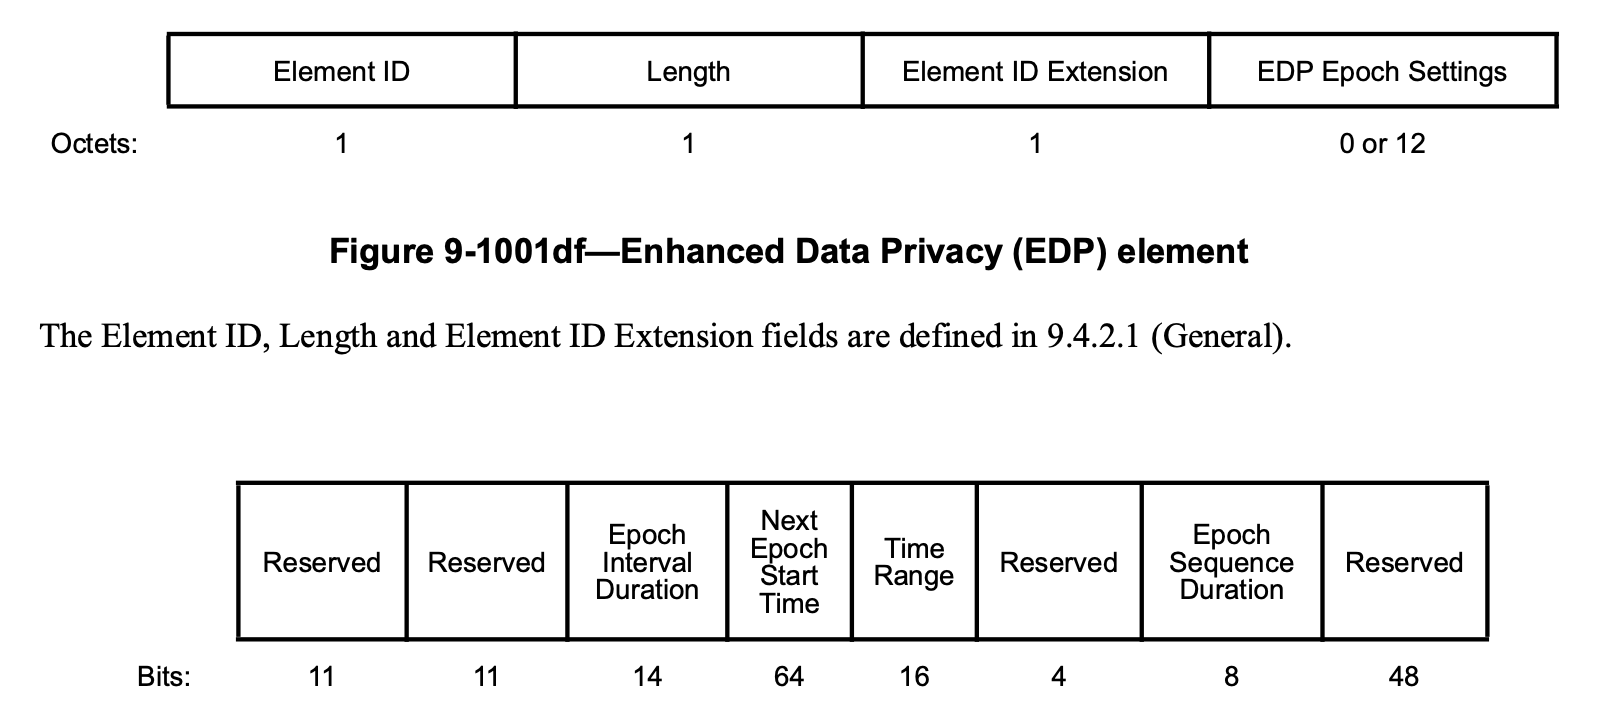 Element ID Length Element ID Extension EDP Epoch Settings
Octets: 1 1 1 0 or 12
Figure 9-1001df—Enhanced Data Privacy (EDP) element
The Element ID, Length and Element ID Extension fields are defined in 9.4.2.1 (General).
Reserved
Reserved
Epoch
Interval
Duration
Next
Epoch
Start
Time
Time
Range
Reserved
Epoch
Sequence
Duration
Reserved
Bits: 11 11 14 64 16 4 8 48